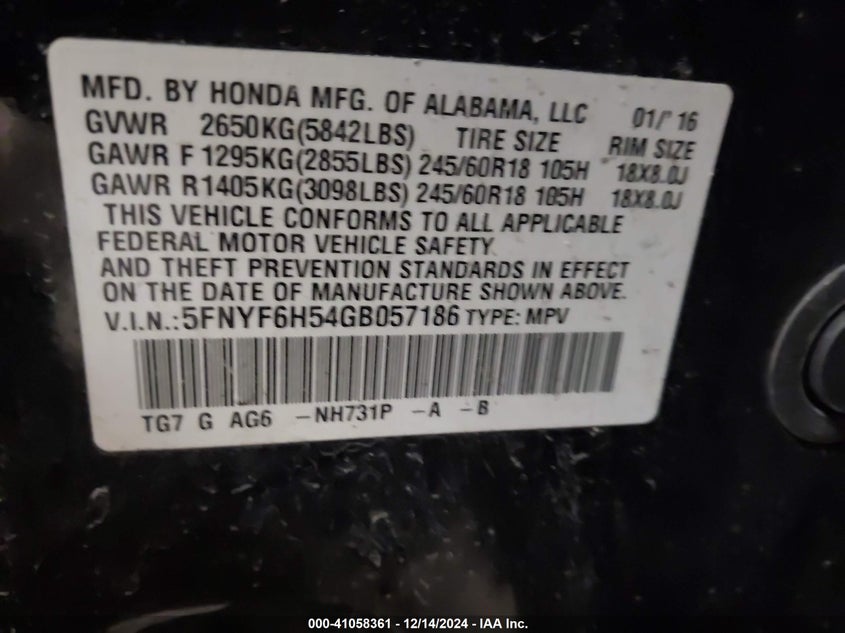 MFD. BY HONDA MFG. OF ALABAMA, LLC 01/'16
GVWR 2650KG(5842LBS) TIRE SIZE RIM SIZE
GAWR F 1295KG(2855LBS) 245/60R18 105H 18X8.0J
GAWR R1405KG(3098LBS) 245/60R18 105H 18X8.0J
THIS VEHICLE CONFORMS TO ALL APPLICABLE
FEDERAL MOTOR VEHICLE SAFETY
AND THEFT PREVENTION STANDARDS IN EFFECT
ON THE DATE OF MANUFACTURE SHOWN ABOVE.
V.I.N.:5FNYF6H54GB057186 TYPE: MPV
TG7 G AG6 -NH731P -A -B
000-41058361 - 12/14/2024 - IAA Inc.